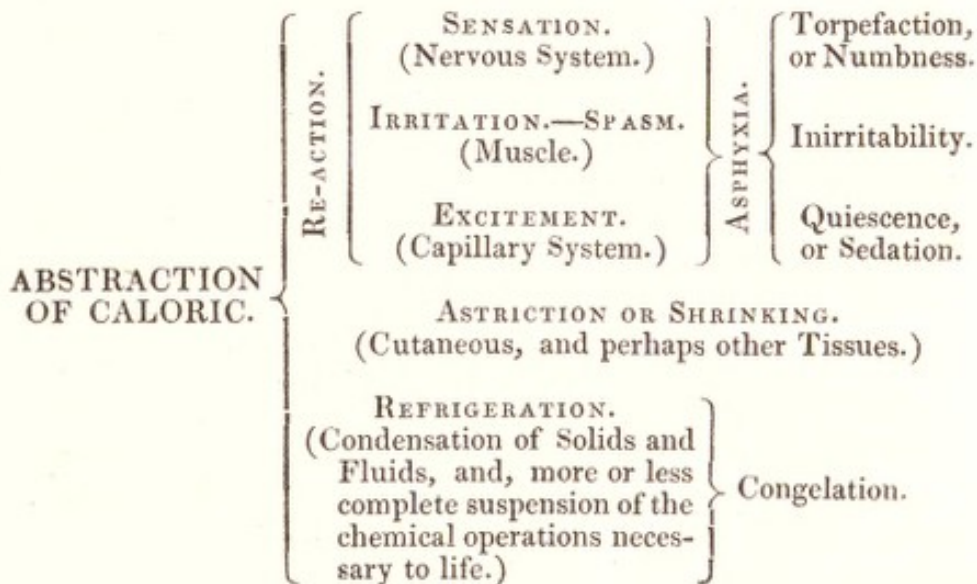 ABSTRACTION
OF CALORIC.
RE-ACTION.
SENSATION.
(Nervous System.)
IRRITATION.—SPASM.
(Muscle.)
EXCITEMENT.
(Capillary System.)
ASPHYXIA.
Torpefaction,
or Numbness.
Inirritability.
Quiescence,
or Sedation.
ASTRICTION OR SHRINKING.
(Cutaneous, and perhaps other Tissues.)
REFRIGERATION.
(Condensation of Solids and
Fluids, and, more or less
complete suspension of the
chemical operations neces-
sary to life.)
Congelation.